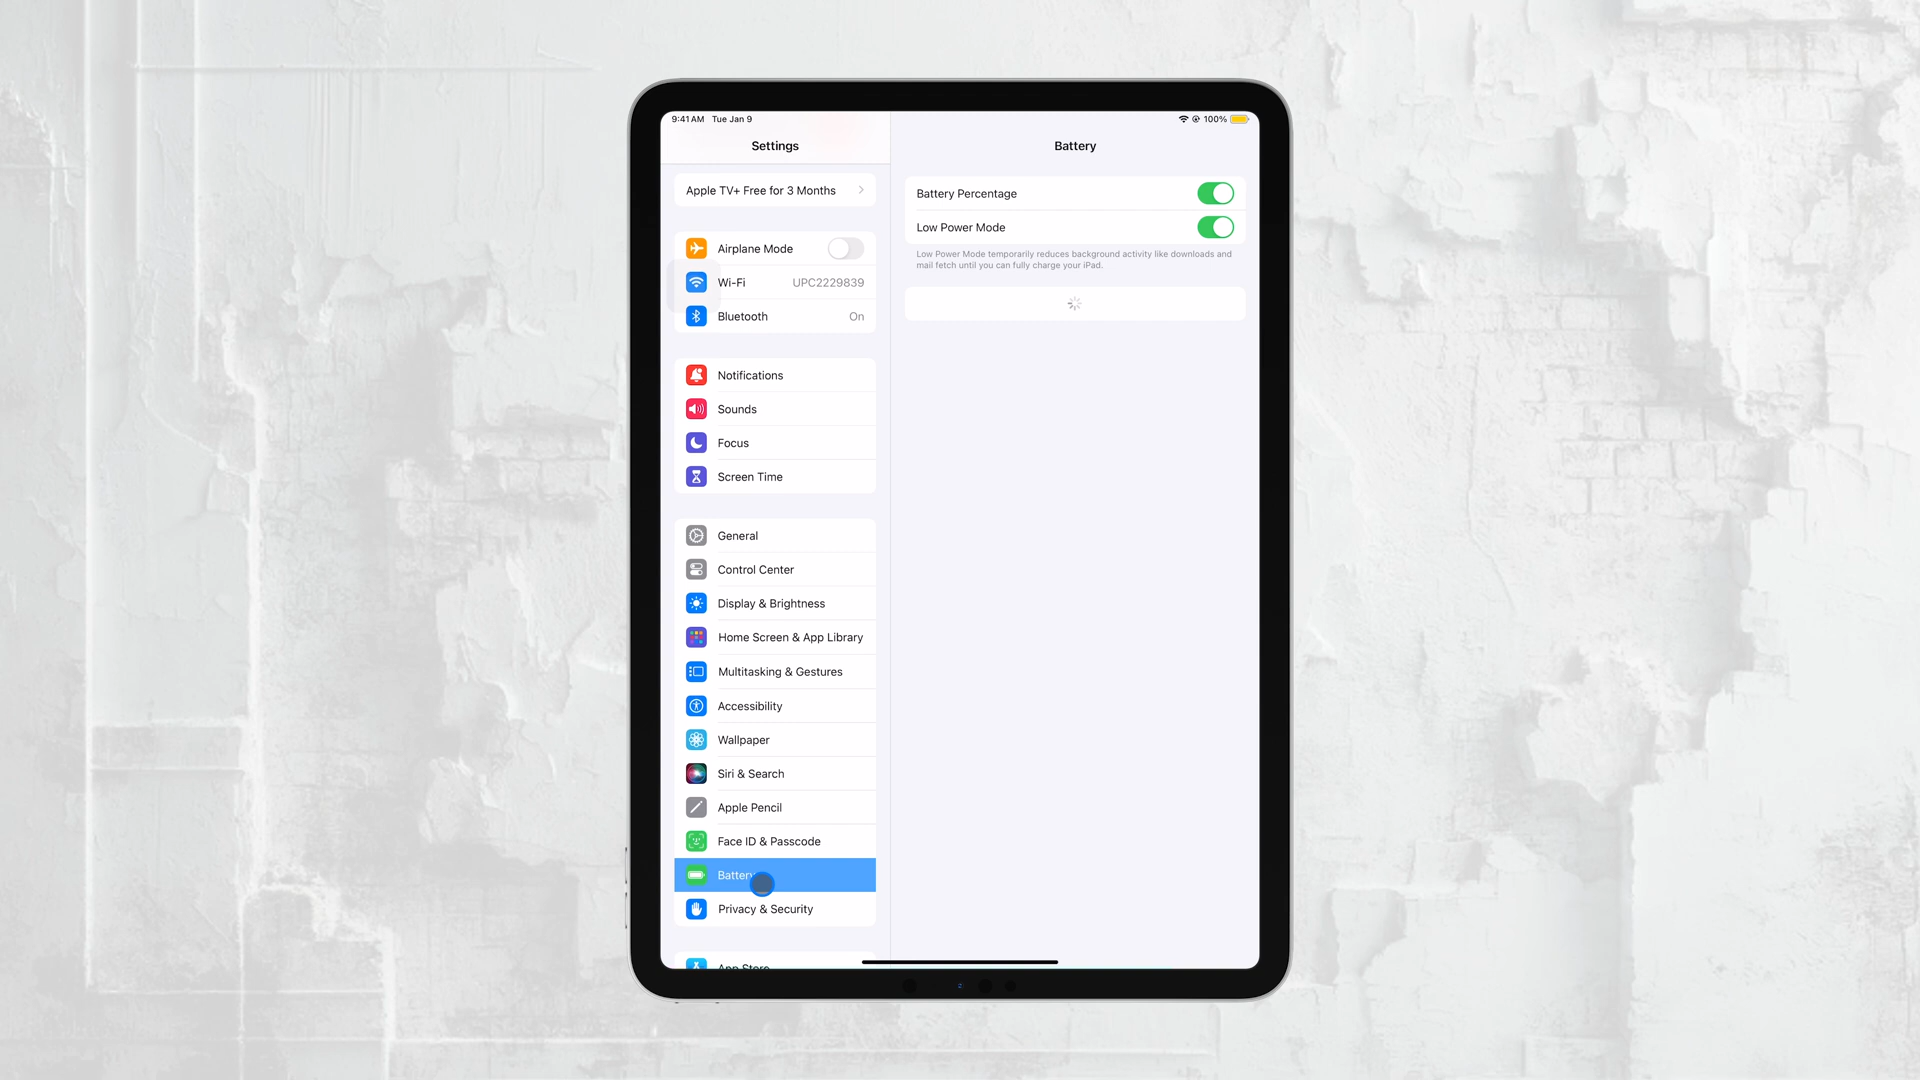 9:41 AM Tue Jan 9
100%
Settings
Battery
Apple TV+ Free for 3 Months
Airplane Mode
Wi-Fi UPC2229839
Bluetooth On
Notifications
Sounds
Focus
Screen Time
General
Control Center
Display & Brightness
Home Screen & App Library
Multitasking & Gestures
Accessibility
Wallpaper
Siri & Search
Apple Pencil
Face ID & Passcode
Battery
Privacy & Security
App Store
Battery Percentage
Low Power Mode
Low Power Mode temporarily reduces background activity like downloads and
mail fetch until you can fully charge your iPad.